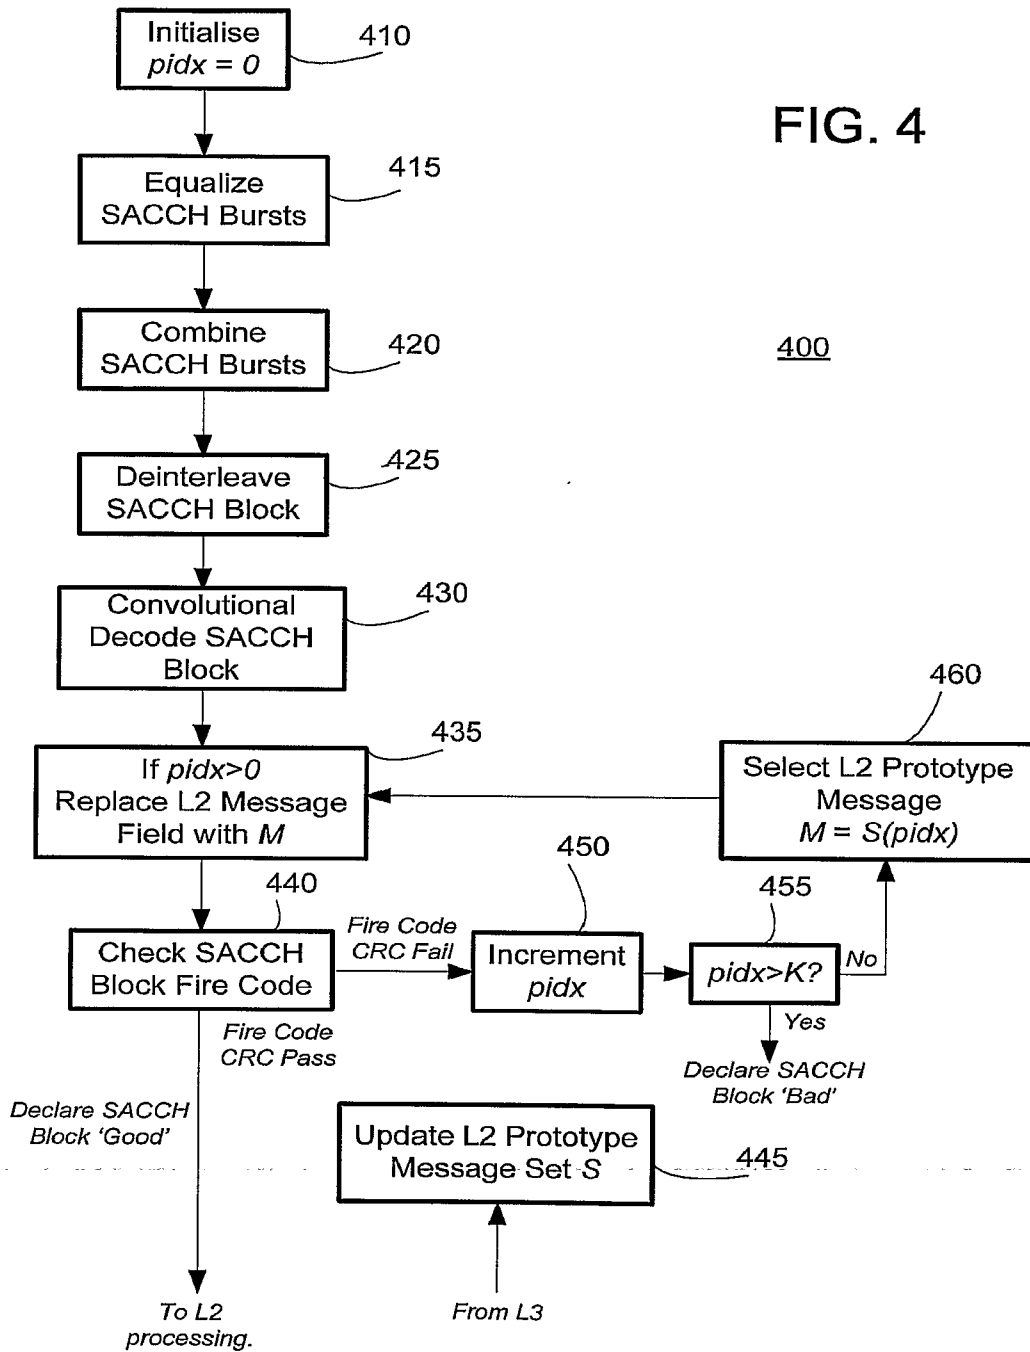 Initialise
pidx = 0
410
FIG. 4
Equalize
SACCH Bursts
415
Combine
SACCH Bursts
420
400
Deinterleave
SACCH Block
425
Convolutional
Decode SACCH
Block
430
If pidx>0
Replace L2 Message
Field with M
435
Select L2 Prototype
Message
M = S(pidx)
460
Check SACCH
Block Fire Code
440
Fire Code
CRC Fail
Increment
pidx
450
pidx>K?
455
No
Yes
Declare SACCH
Block 'Bad'
Fire Code
CRC Pass
Declare SACCH
Block ‘Good’
Update L2 Prototype
Message Set S
445
To L2
processing.
From L3